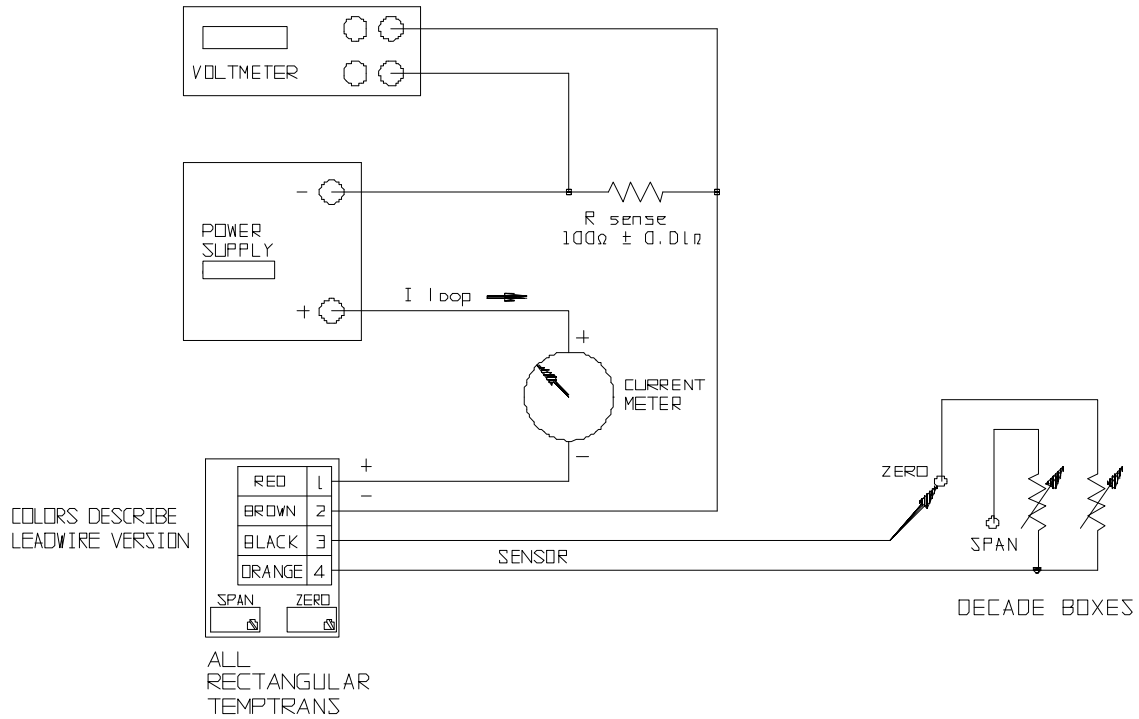 VOLTMETER
-
POWER
SUPPLY
+
R sense
100Ω ± 0.01Ω
I loop
+
CURRENT
METER
-
+
-
RED 1
BROWN 2
BLACK 3
ORANGE 4
SPAN ZERO
COLORS DESCRIBE
LEADWIRE VERSION
SENSOR
ZERO
SPAN
DECADE BOXES
ALL
RECTANGULAR
TEMPTRANS